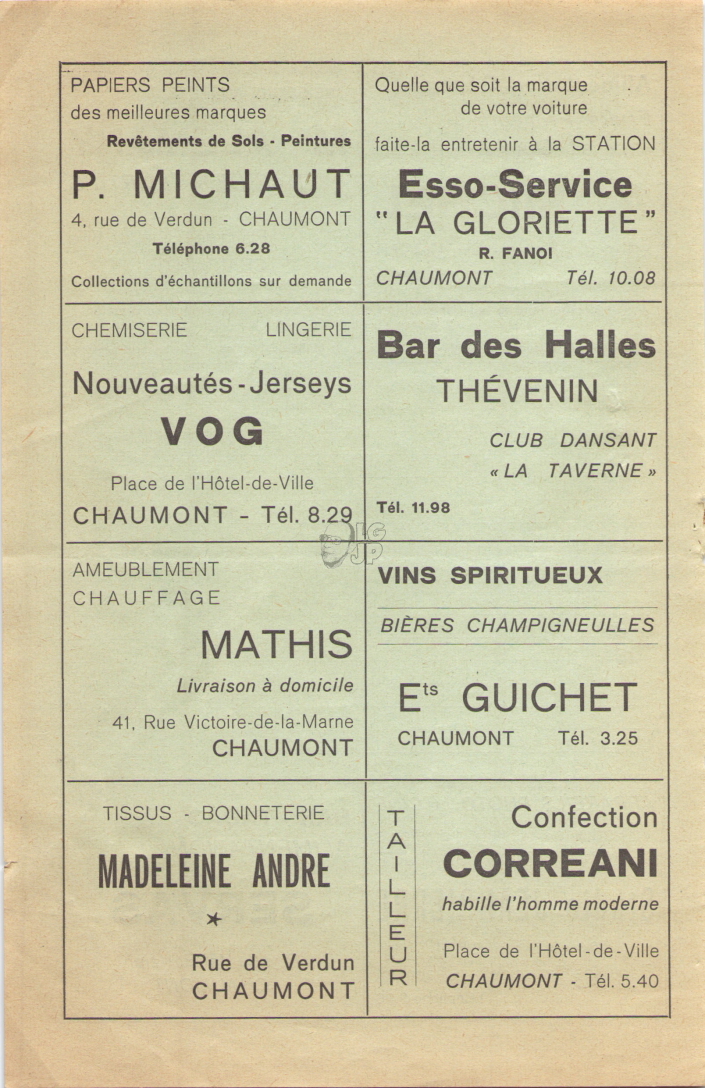 PAPIERS PEINTS
des meilleures marques
Revêtements de Sols - Peintures
P. MICHAUT
4, rue de Verdun - CHAUMONT
Téléphone 6.28
Collections d'échantillons sur demande
Quelle que soit la marque
de votre voiture
faite-la entretenir à la STATION
Esso-Service
"LA GLORIETTE"
R. FANOI
CHAUMONT Tél. 10.08
CHEMISERIE LINGERIE
Nouveautés-Jerseys
VOG
Place de l'Hôtel-de-Ville
CHAUMONT - Tél. 8.29
Bar des Halles
THÉVENIN
CLUB DANSANT
« LA TAVERNE »
Tél. 11.98
LG
JP
AMEUBLEMENT
CHAUFFAGE
MATHIS
Livraison à domicile
41, Rue Victoire-de-la-Marne
CHAUMONT
VINS SPIRITUEUX
BIÈRES CHAMPIGNEULLES
Ets GUICHET
CHAUMONT Tél. 3.25
TISSUS - BONNETERIE
MADELEINE ANDRE
Rue de Verdun
CHAUMONT
TAILLEUR
Confection
CORREANI
habille l'homme moderne
Place de l'Hôtel-de-Ville
CHAUMONT - Tél. 5.40